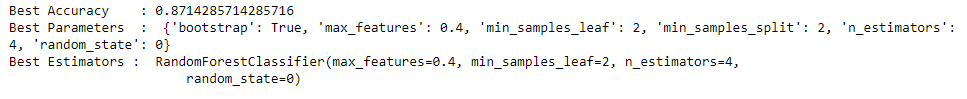 Best Accuracy    : 0.8714285714285716
Best Parameters  :  {'bootstrap': True, 'max_features': 0.4, 'min_samples_leaf': 2, 'min_samples_split': 2, 'n_estimators':
4, 'random_state': 0}
Best Estimators :  RandomForestClassifier(max_features=0.4, min_samples_leaf=2, n_estimators=4,
                       random_state=0)